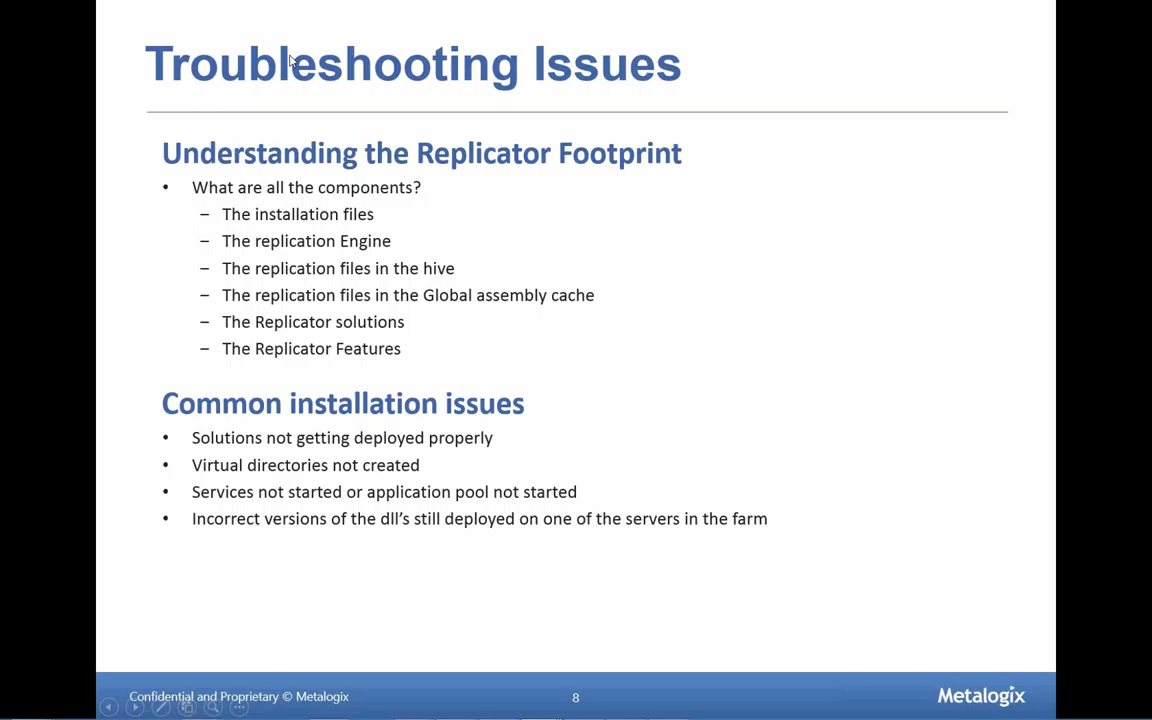 Troubleshooting Issues
Understanding the Replicator Footprint
• What are all the components?
– The installation files
– The replication Engine
– The replication files in the hive
– The replication files in the Global assembly cache
– The Replicator solutions
– The Replicator Features
Common installation issues
• Solutions not getting deployed properly
• Virtual directories not created
• Services not started or application pool not started
• Incorrect versions of the dll’s still deployed on one of the servers in the farm
Confidential and Proprietary © Metalogix
8
Metalogix